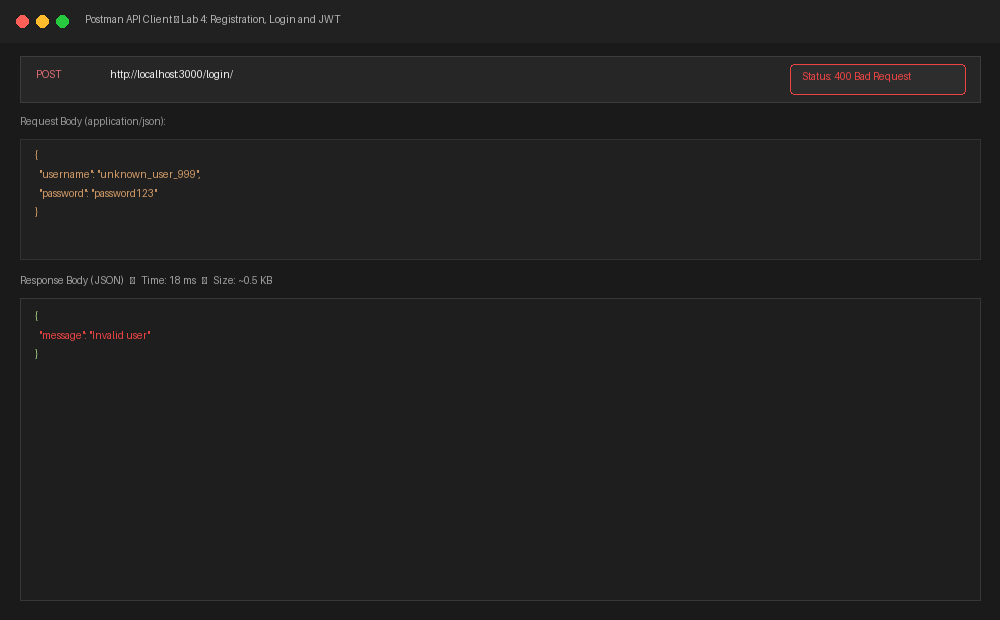 Postman API Client ▯ Lab 4: Registration, Login and JWT
POST http://localhost:3000/login/ Status: 400 Bad Request
Request Body (application/json):
{
"username": "unknown_user_999",
"password": "password123"
}
Response Body (JSON) ▯ Time: 18 ms ▯ Size: ~0.5 KB
{
"message": "Invalid user"
}